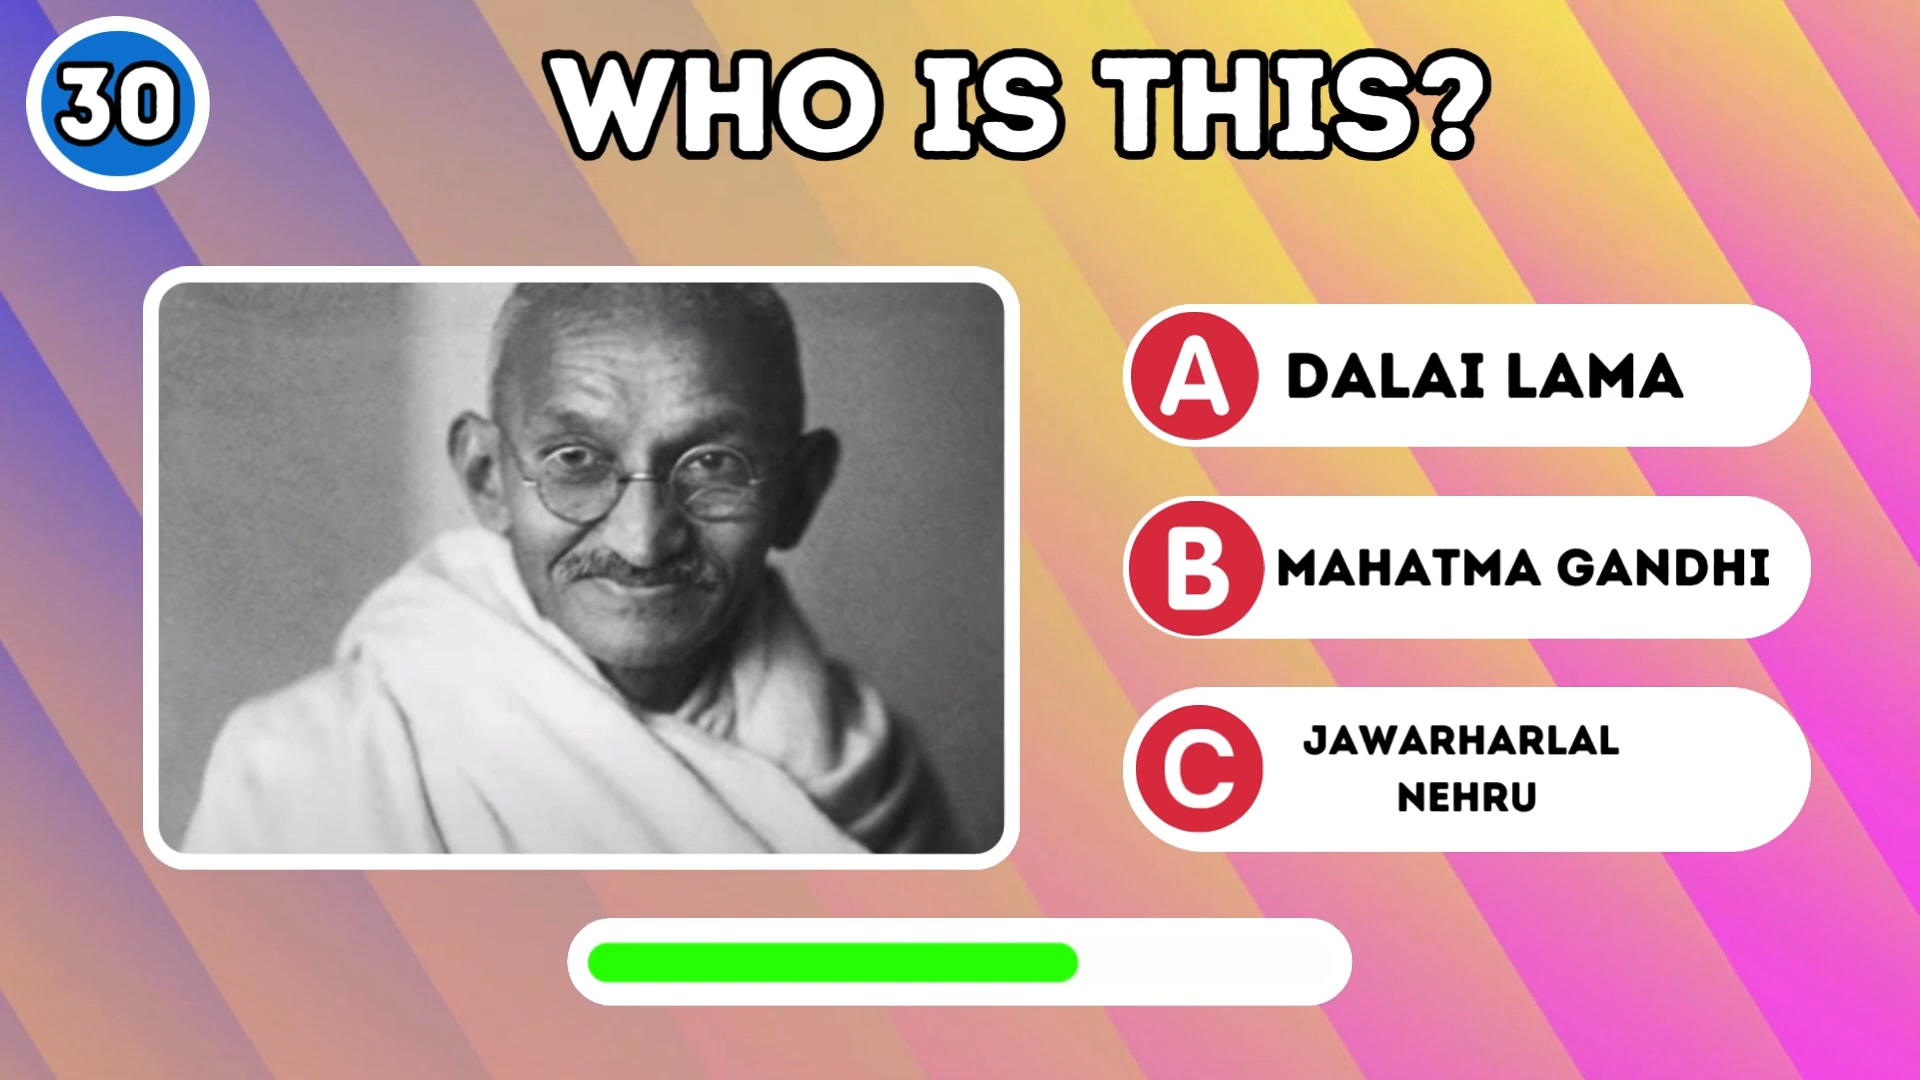 30
WHO IS THIS?
A DALAI LAMA
B MAHATMA GANDHI
C JAWARHARLAL
NEHRU